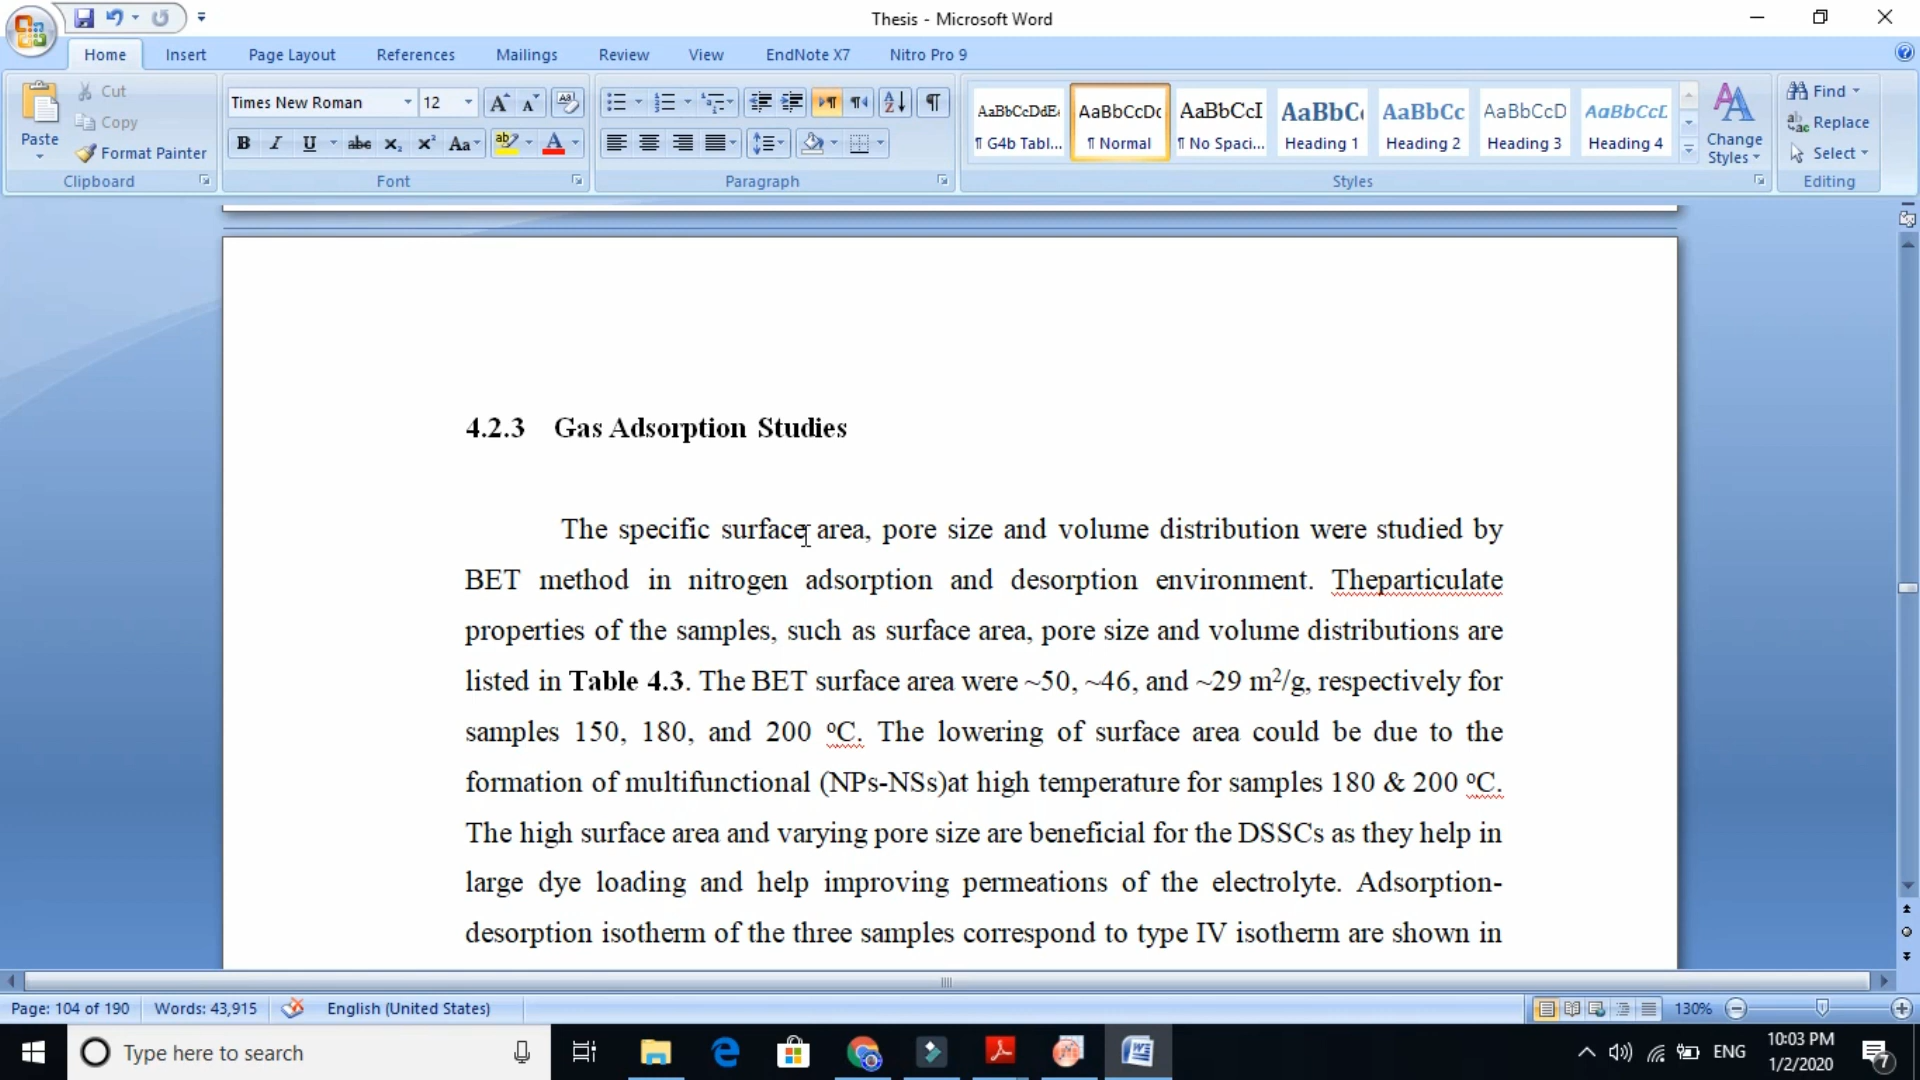 Thesis - Microsoft Word
Home Insert Page Layout References Mailings Review View EndNote X7 Nitro Pro 9
Paste
Cut
Copy
Format Painter
Clipboard
Times New Roman 12
Font
Paragraph
AaBbCcDdE AaBbCcDc AaBbCcI AaBbC AaBbCc AaBbCcD AaBbCcI
¶ G4b Tabl... ¶ Normal ¶ No Spaci... Heading 1 Heading 2 Heading 3 Heading 4
Change
Styles
Styles
Find
Replace
Select
Editing
4.2.3 Gas Adsorption Studies
The specific surface area, pore size and volume distribution were studied by
BET method in nitrogen adsorption and desorption environment. Theparticulate
properties of the samples, such as surface area, pore size and volume distributions are
listed in Table 4.3. The BET surface area were ~50, ~46, and ~29 m²/g, respectively for
samples 150, 180, and 200 ºC. The lowering of surface area could be due to the
formation of multifunctional (NPs-NSs)at high temperature for samples 180 & 200 ºC.
The high surface area and varying pore size are beneficial for the DSSCs as they help in
large dye loading and help improving permeations of the electrolyte. Adsorption-
desorption isotherm of the three samples correspond to type IV isotherm are shown in
Page: 104 of 190 Words: 43,915 English (United States) 130%
Type here to search
ENG
10:03 PM
1/2/2020
7